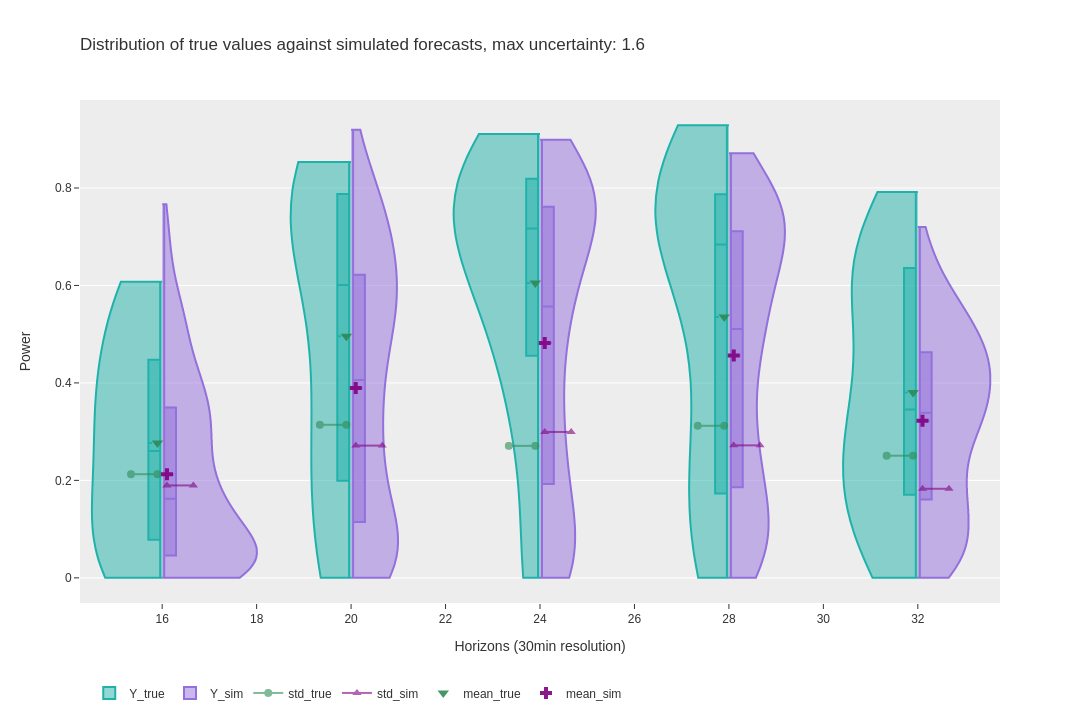 Distribution of true values against simulated forecasts, max uncertainty: 1.6
Power
0.8
0.6
0.4
0.2
0
16 18 20 22 24 26 28 30 32
Horizons (30min resolution)
Y_true Y_sim std_true std_sim mean_true mean_sim